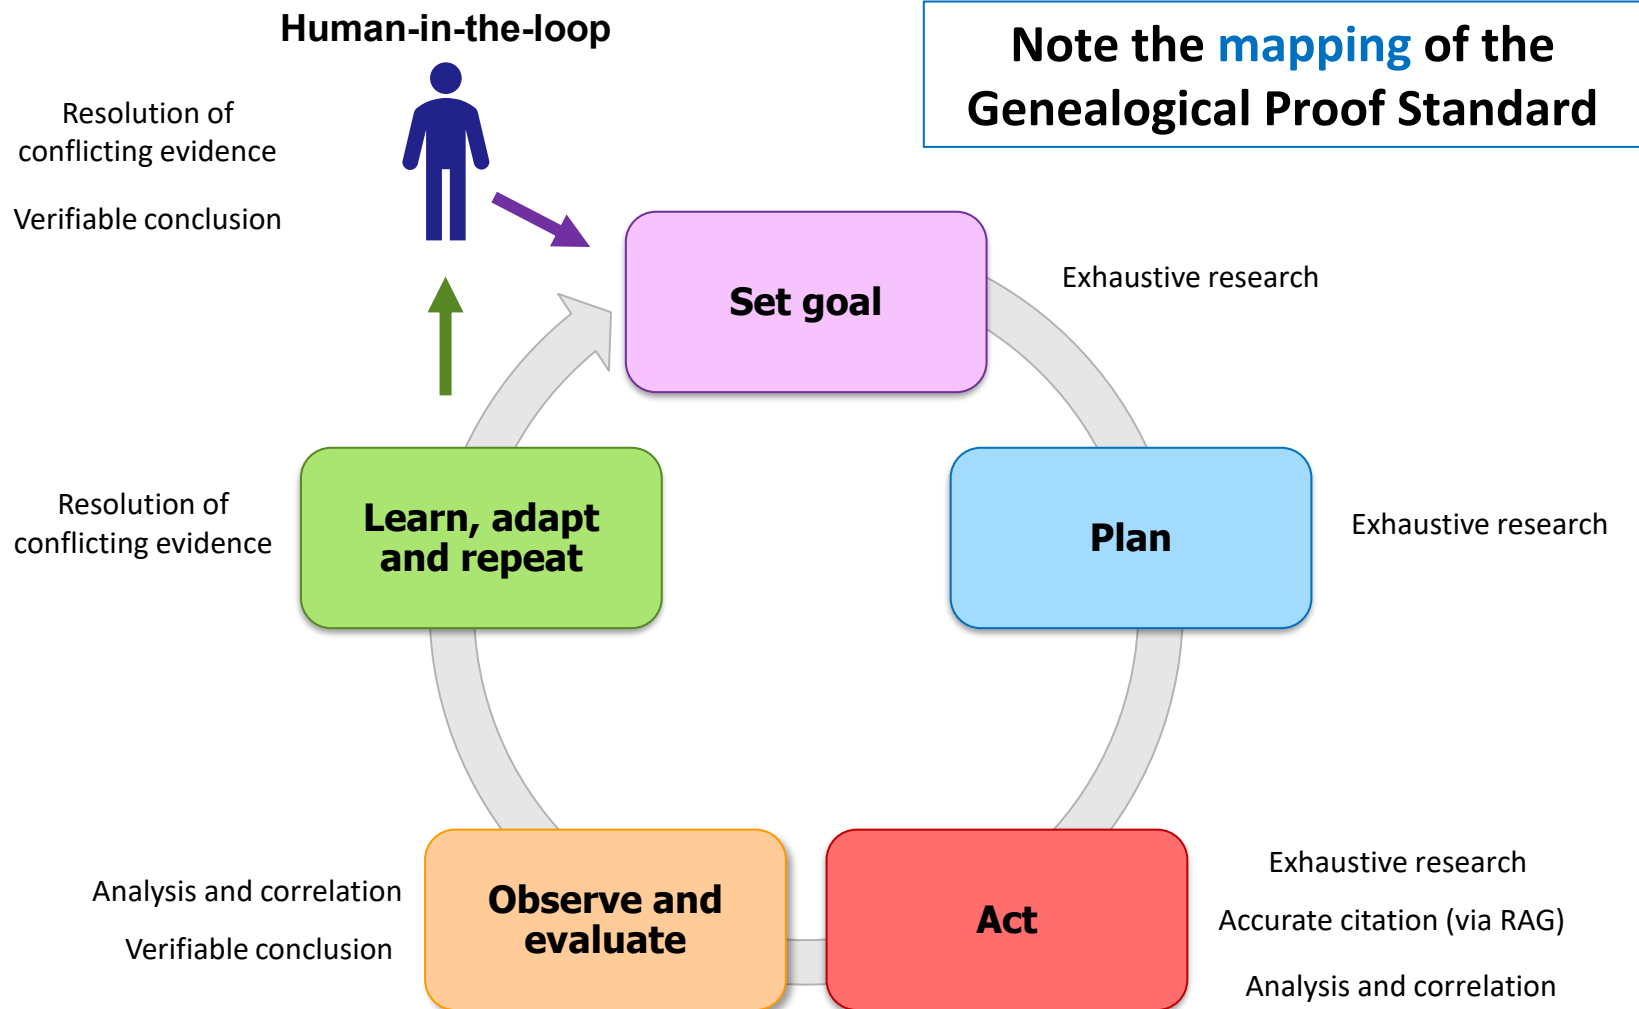 Human-in-the-loop
Note the mapping of the
Genealogical Proof Standard
Resolution of
conflicting evidence
Verifiable conclusion
Set goal
Exhaustive research
Plan
Exhaustive research
Act
Exhaustive research
Accurate citation (via RAG)
Analysis and correlation
Observe and
evaluate
Analysis and correlation
Verifiable conclusion
Learn, adapt
and repeat
Resolution of
conflicting evidence